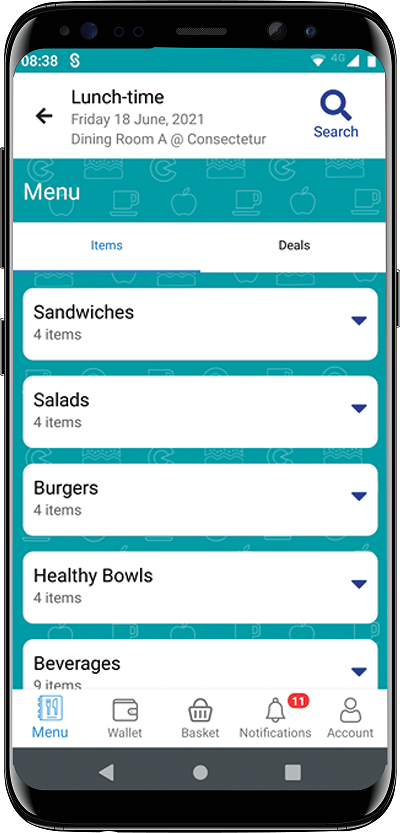 08:38
4G
Lunch-time
Friday 18 June, 2021
Dining Room A @ Consectetur
Search
Menu
Items
Deals
Sandwiches
4 items
Salads
4 items
Burgers
4 items
Healthy Bowls
4 items
Beverages
9 items
11
Menu
Wallet
Basket
Notifications
Account